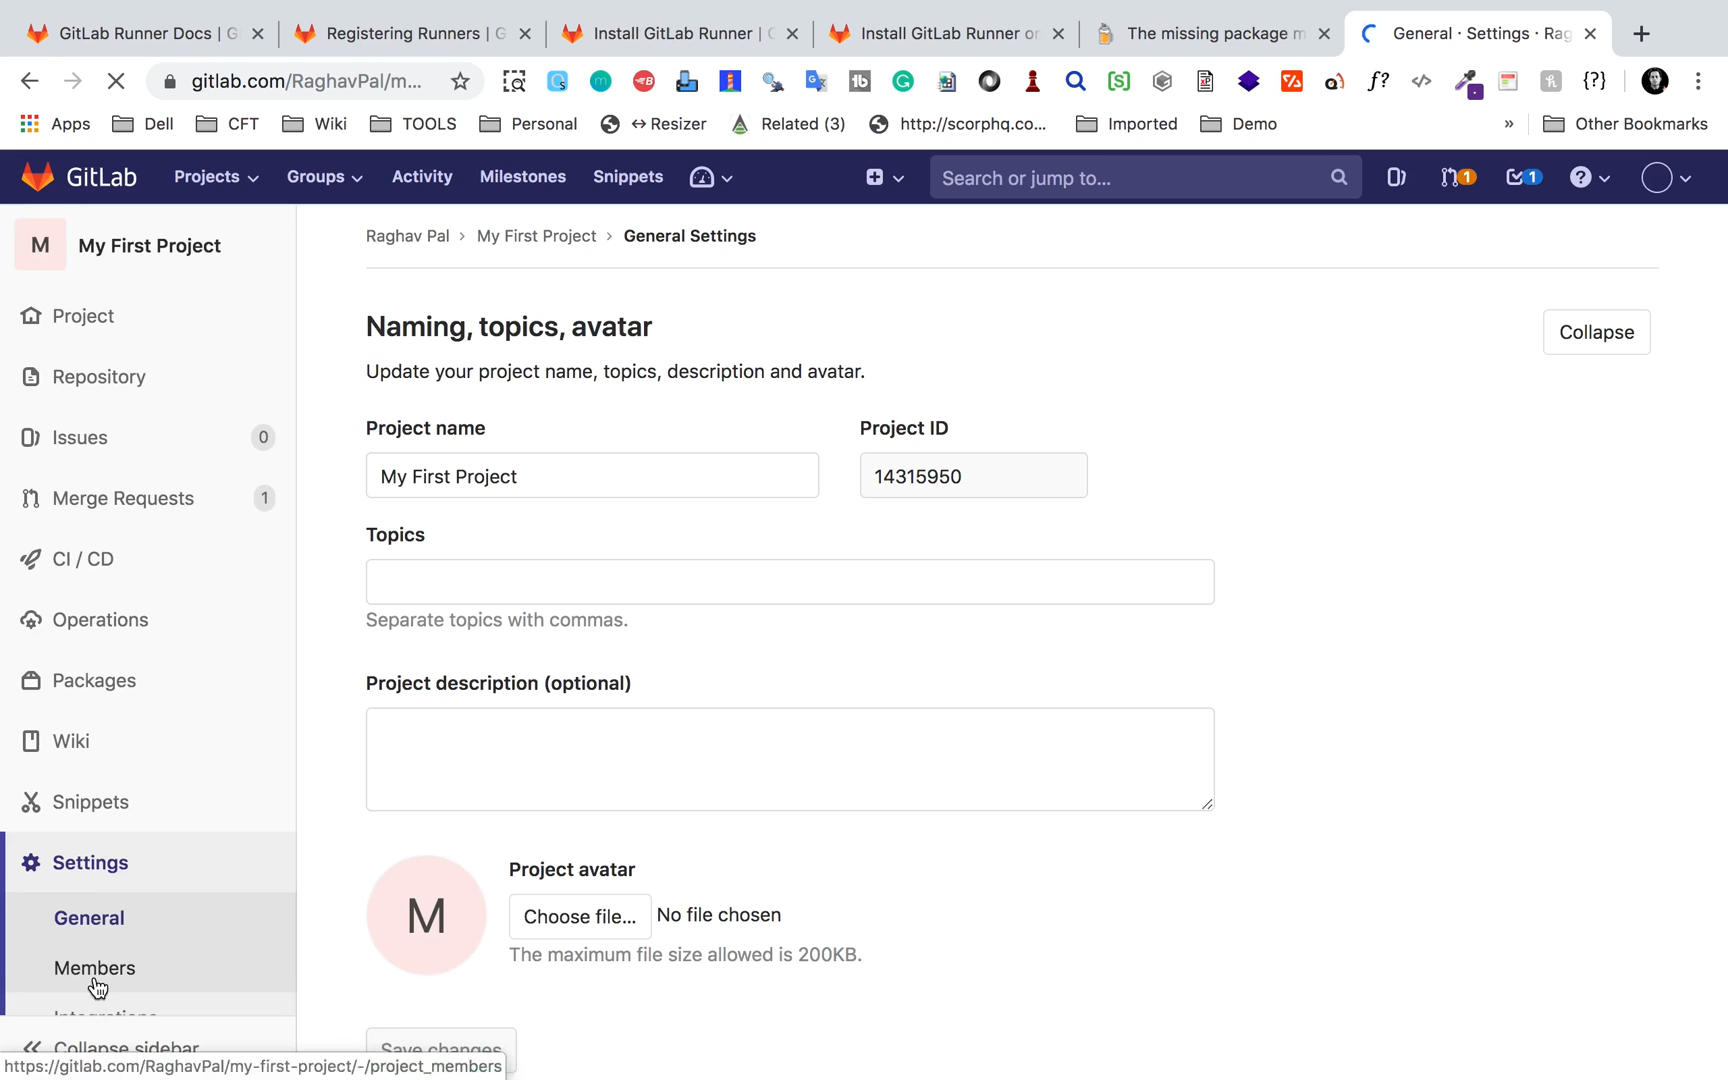 GitLab Runner Docs | G
Registering Runners | G
Install GitLab Runner |
Install GitLab Runner or
The missing package m
General · Settings · Rag
gitlab.com/RaghavPal/m...
Apps
Dell
CFT
Wiki
TOOLS
Personal
↔Resizer
Related (3)
http://scorphq.co...
Imported
Demo
»
Other Bookmarks
GitLab
Projects
Groups
Activity
Milestones
Snippets
Search or jump to...
1
1
M
My First Project
Raghav Pal › My First Project › General Settings
Project
Repository
Issues 0
Merge Requests 1
CI / CD
Operations
Packages
Wiki
Snippets
Settings
General
Members
Integrations
Collapse sidebar
https://gitlab.com/RaghavPal/my-first-project/-/project_members
Naming, topics, avatar
Collapse
Update your project name, topics, description and avatar.
Project name
Project ID
My First Project
14315950
Topics
Separate topics with commas.
Project description (optional)
M
Project avatar
Choose file... No file chosen
The maximum file size allowed is 200KB.
Save changes